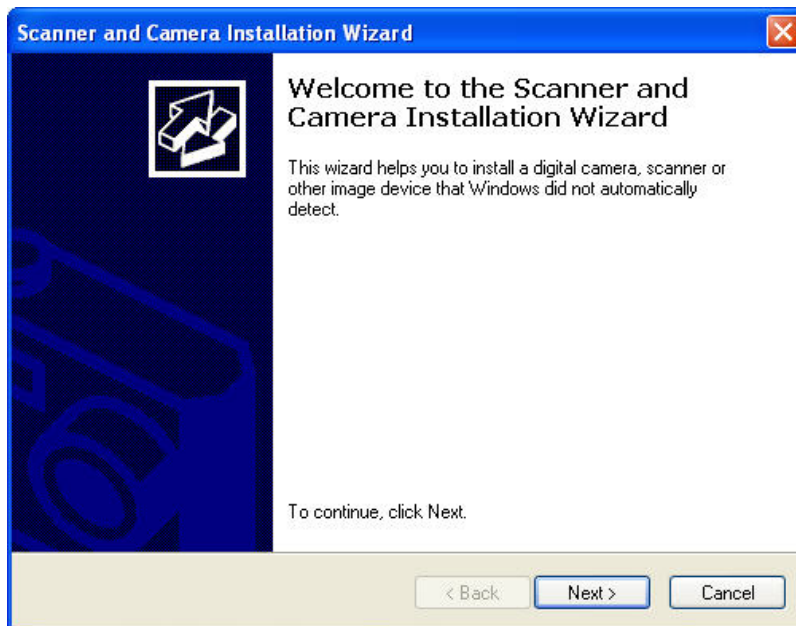 Scanner and Camera Installation Wizard
Welcome to the Scanner and
Camera Installation Wizard
This wizard helps you to install a digital camera, scanner or
other image device that Windows did not automatically
detect.
To continue, click Next.
< Back
Next >
Cancel